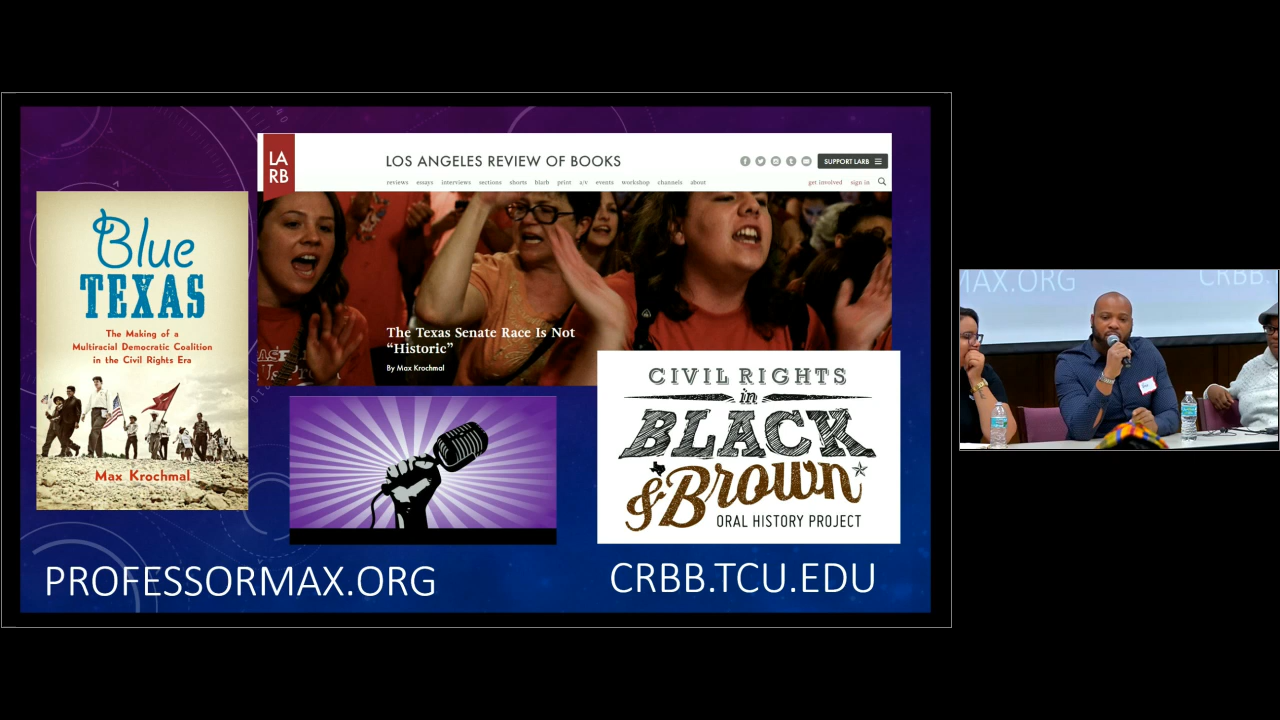 LA
RB
LOS ANGELES REVIEW OF BOOKS
SUPPORT LARB
reviews essays interviews sections shorts blarb print a/v events workshop channels about
get involved sign in
Blue
TEXAS
The Making of a
Multiracial Democratic Coalition
in the Civil Rights Era
Max Krochmal
The Texas Senate Race Is Not
“Historic”
By Max Krochmal
CIVIL RIGHTS
in
BLACK
& Brown
ORAL HISTORY PROJECT
PROFESSORMAX.ORG
CRBB.TCU.EDU
MAX.ORG
CRBB.